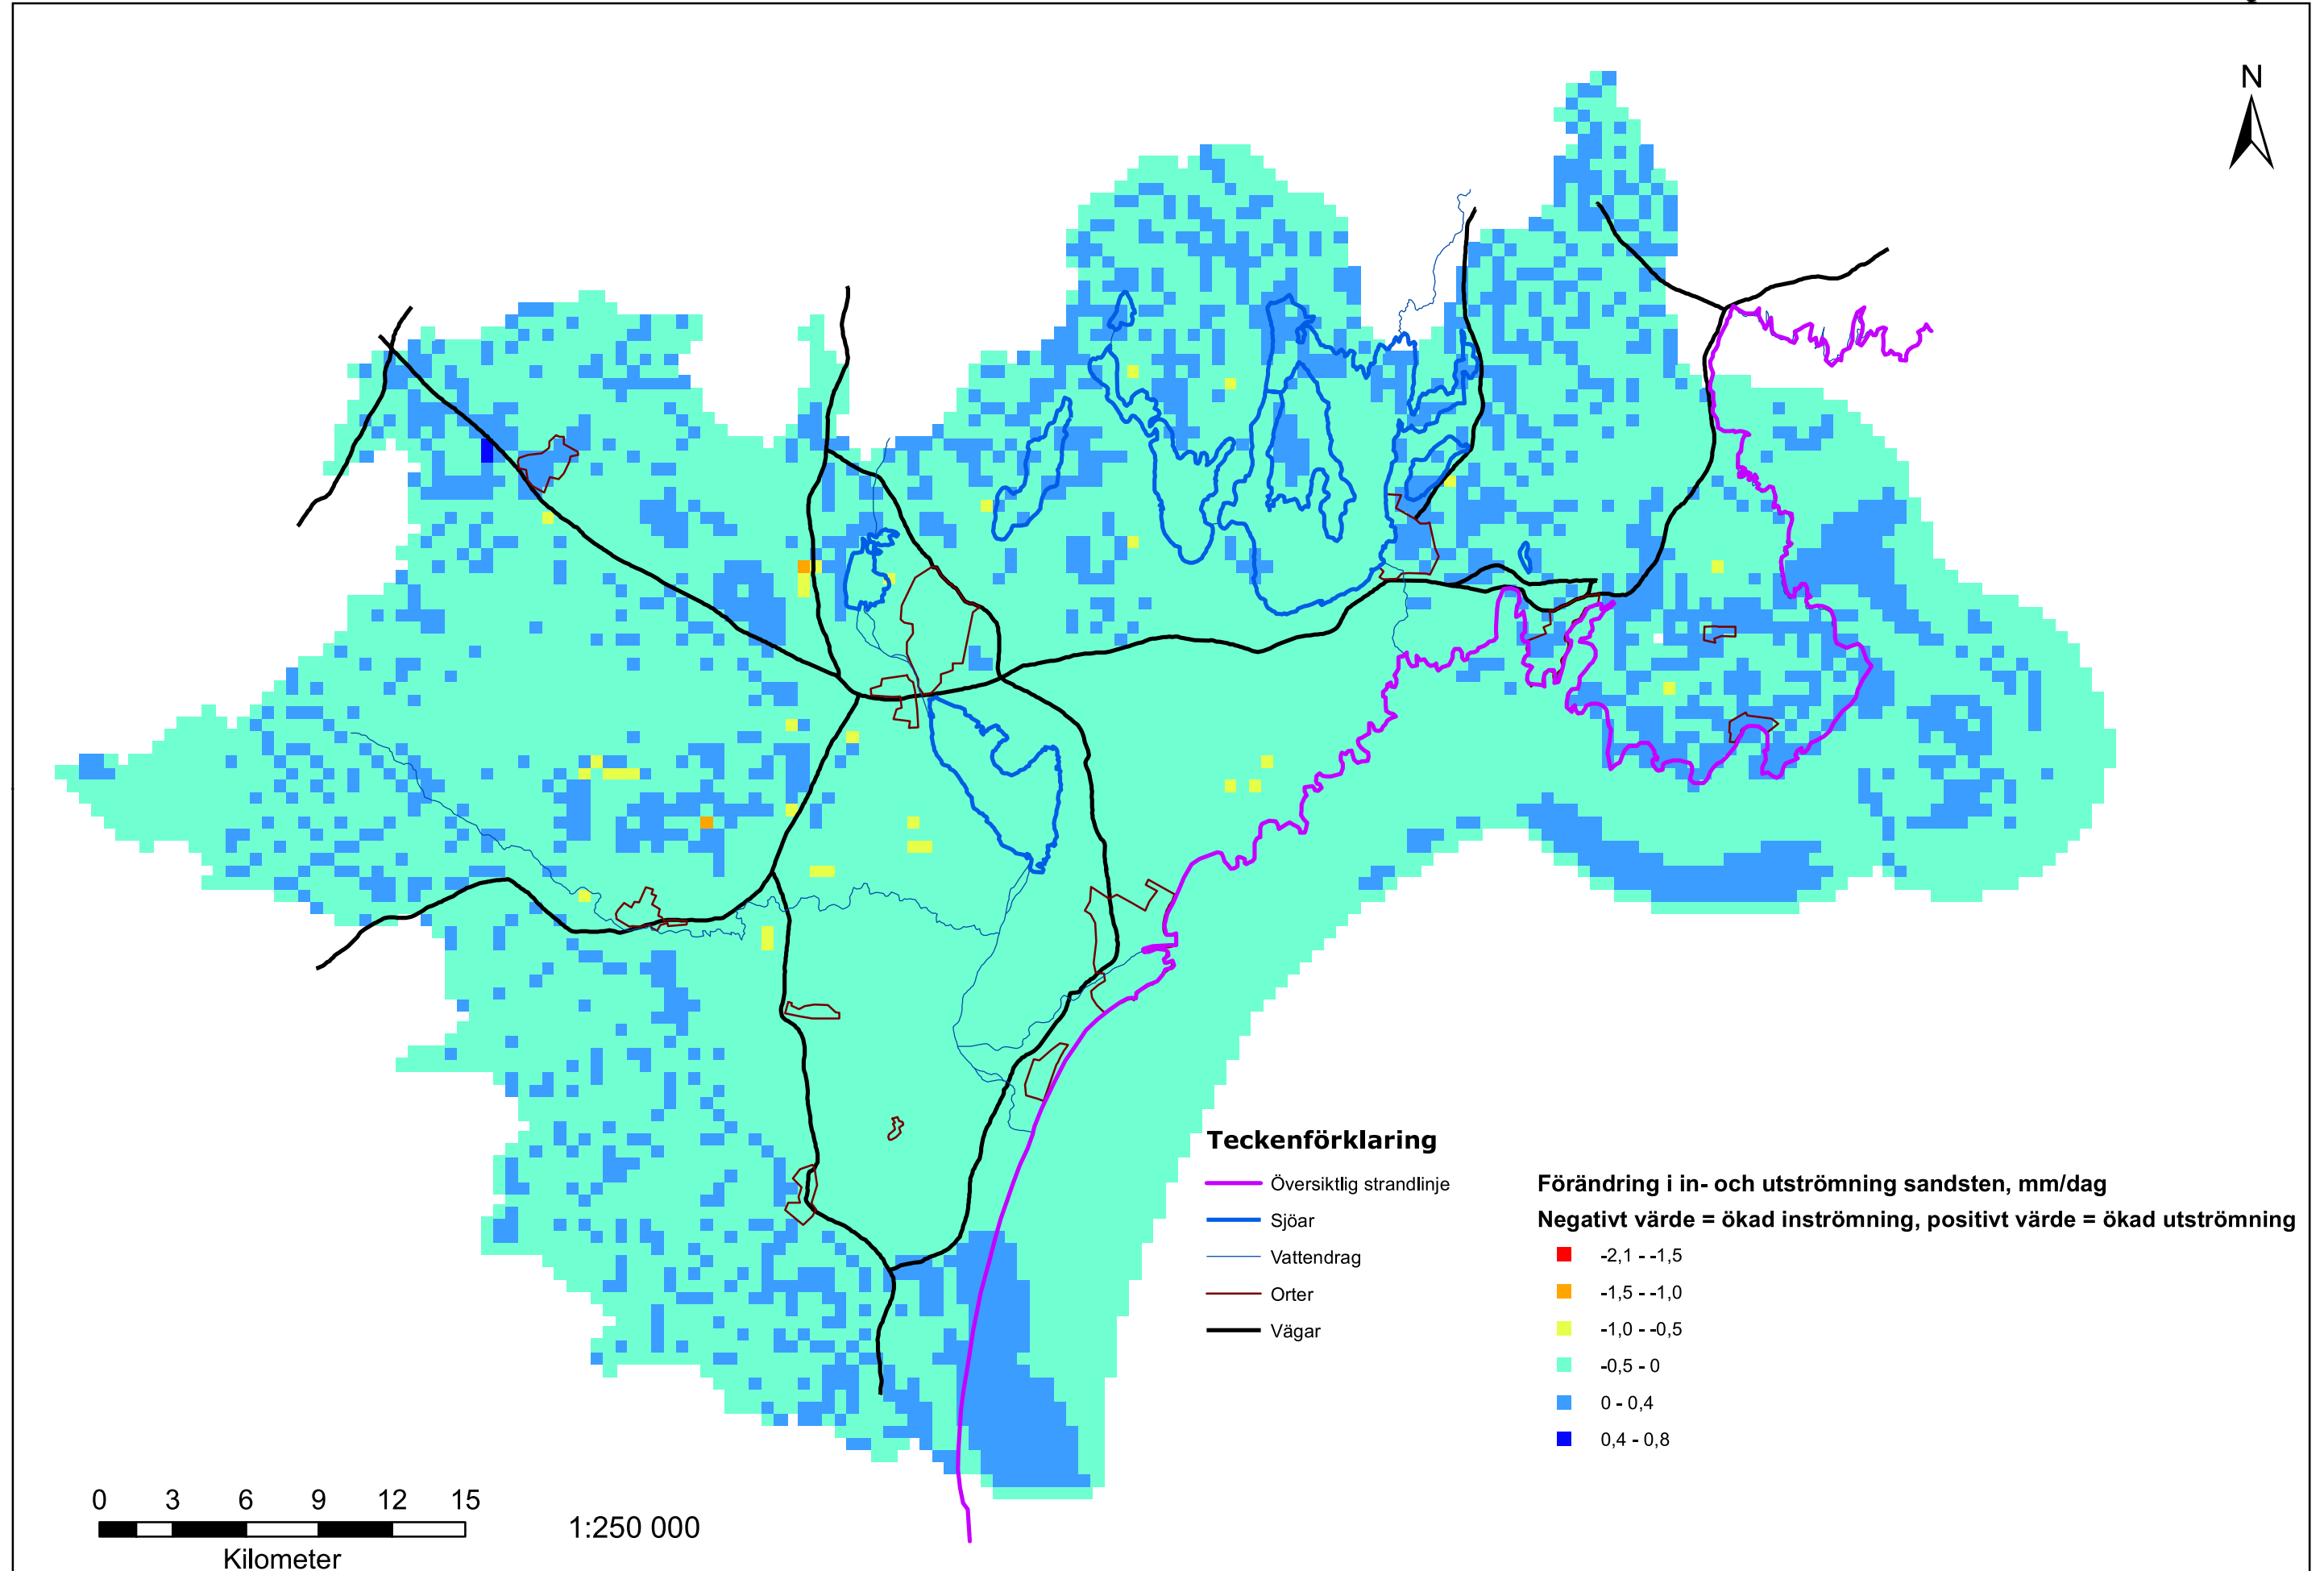 N
Teckenförklaring
Översiktlig strandlinje
Sjöar
Vattendrag
Orter
Vägar
Förändring i in- och utströmning sandsten, mm/dag
Negativt värde = ökad inströmning, positivt värde = ökad utströmning
-2,1 - -1,5
-1,5 - -1,0
-1,0 - -0,5
-0,5 - 0
0 - 0,4
0,4 - 0,8
0 3 6 9 12 15
Kilometer
1:250 000